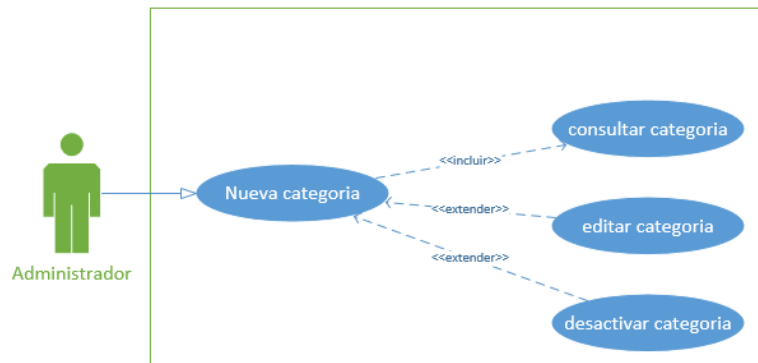 consultar categoria
<<incluir>>
Nueva categoria
<<extender>>
editar categoria
<<extender>>
Administrador
desactivar categoria